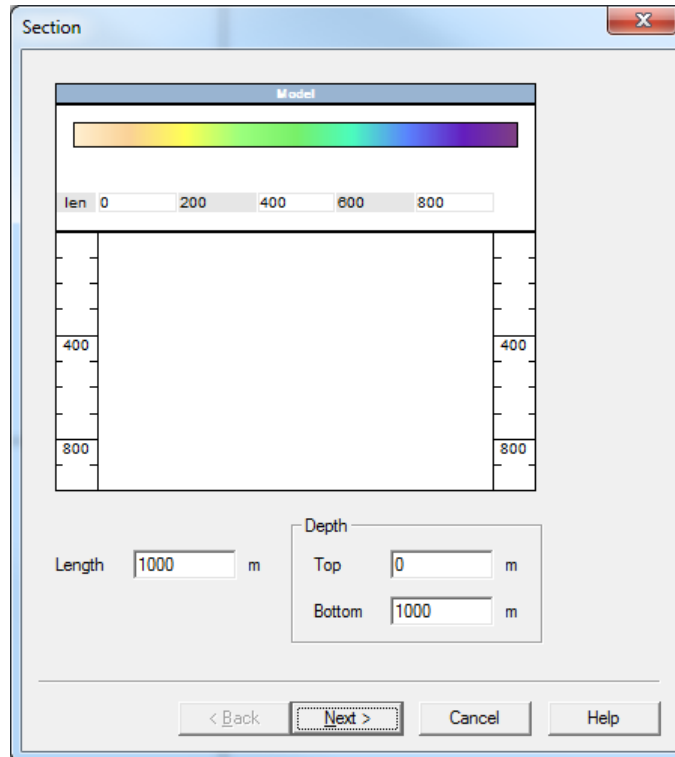 Section
Model
len 0 200 400 600 800
400 400
800 800
Depth
Length 1000 m Top 0 m
Bottom 1000 m
< Back Next > Cancel Help